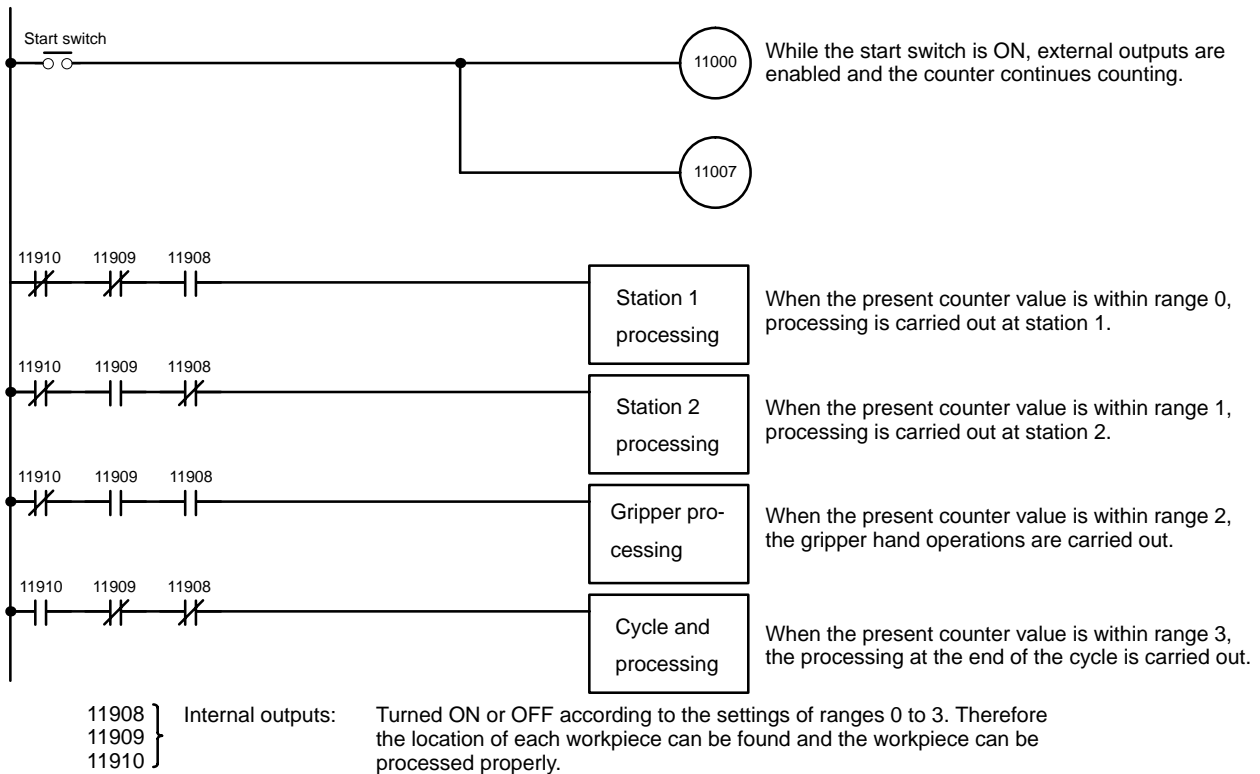 Start switch
11000
While the start switch is ON, external outputs are
enabled and the counter continues counting.
11007
11910 11909 11908
Station 1
processing
When the present counter value is within range 0,
processing is carried out at station 1.
11910 11909 11908
Station 2
processing
When the present counter value is within range 1,
processing is carried out at station 2.
11910 11909 11908
Gripper pro-
cessing
When the present counter value is within range 2,
the gripper hand operations are carried out.
11910 11909 11908
Cycle and
processing
When the present counter value is within range 3,
the processing at the end of the cycle is carried out.
11908
11909
11910
Internal outputs:
Turned ON or OFF according to the settings of ranges 0 to 3. Therefore
the location of each workpiece can be found and the workpiece can be
processed properly.